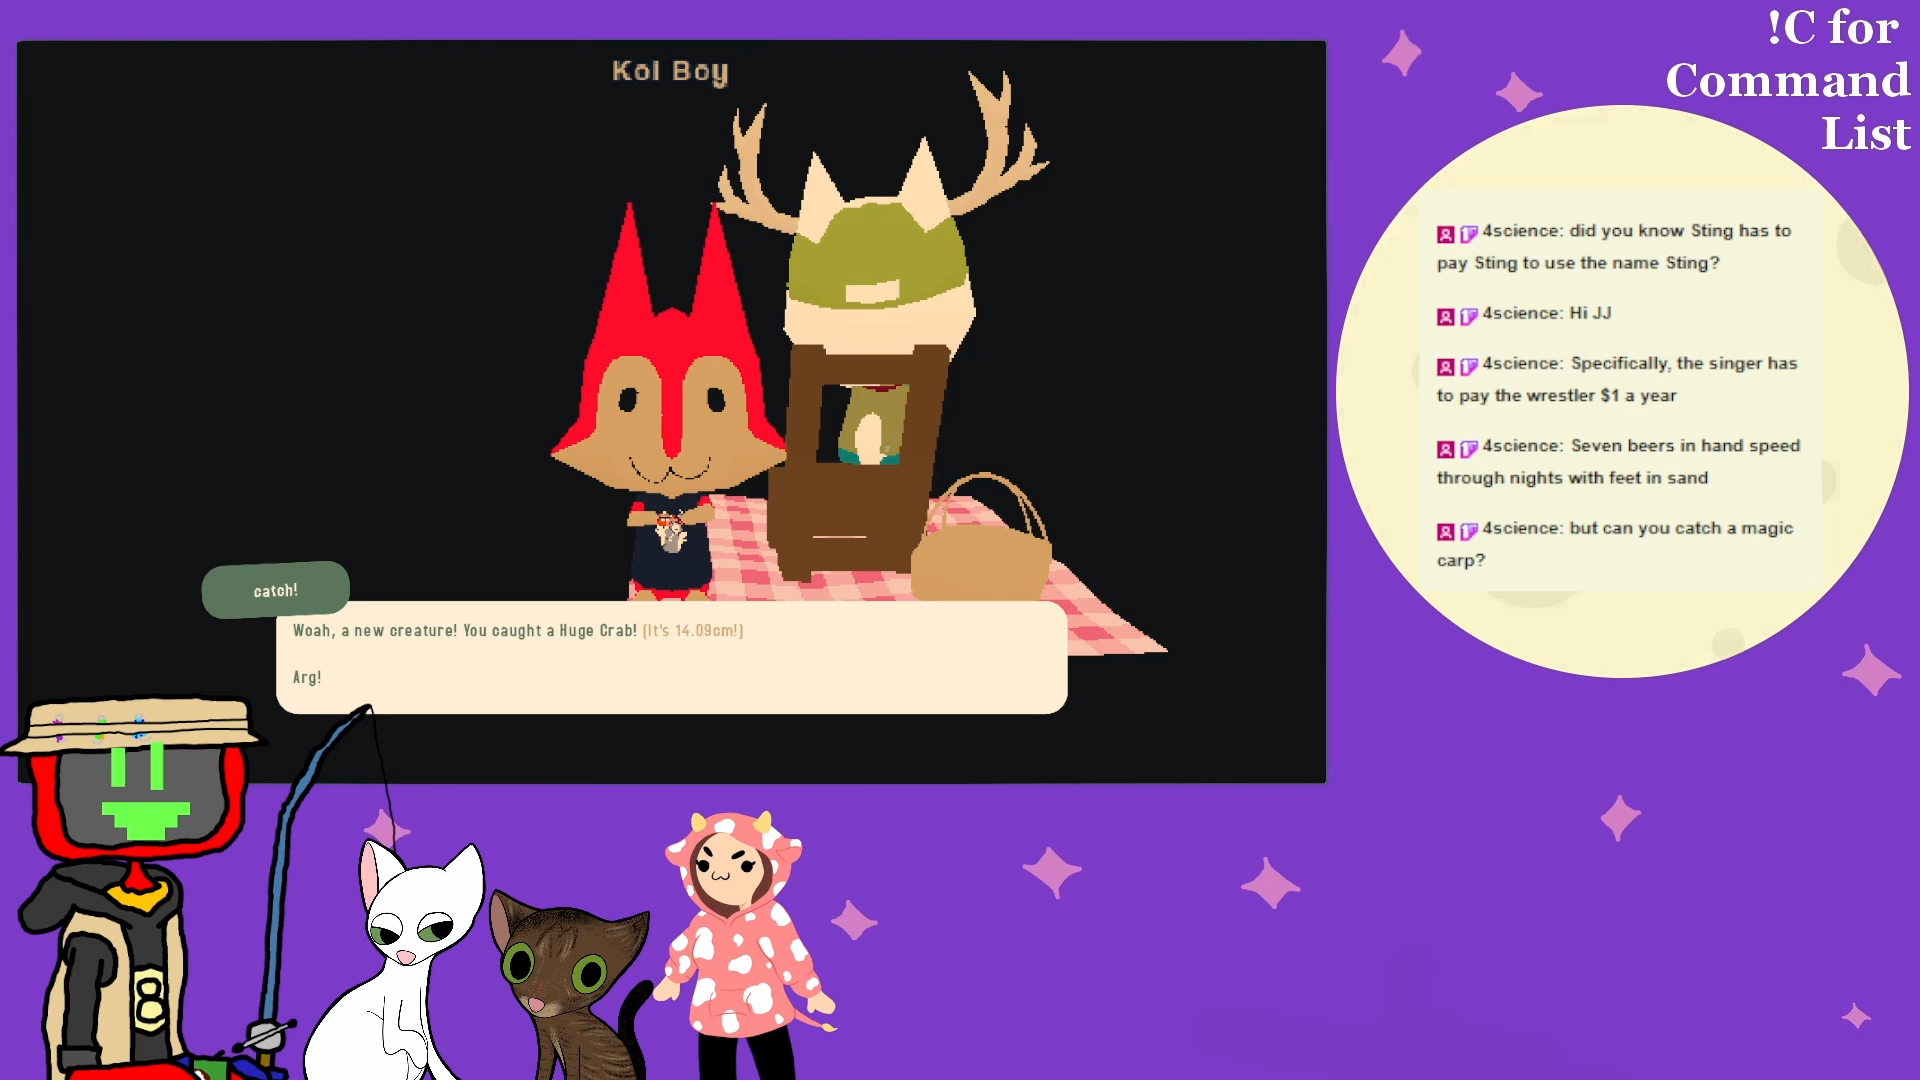 !C for
Command
List
Koi Boy
4science: did you know Sting has to
pay Sting to use the name Sting?
4science: Hi JJ
4science: Specifically, the singer has
to pay the wrestler $1 a year
4science: Seven beers in hand speed
through nights with feet in sand
4science: but can you catch a magic
carp?
catch!
Woah, a new creature! You caught a Huge Crab! (It's 14.09cm!)
Arg!
8